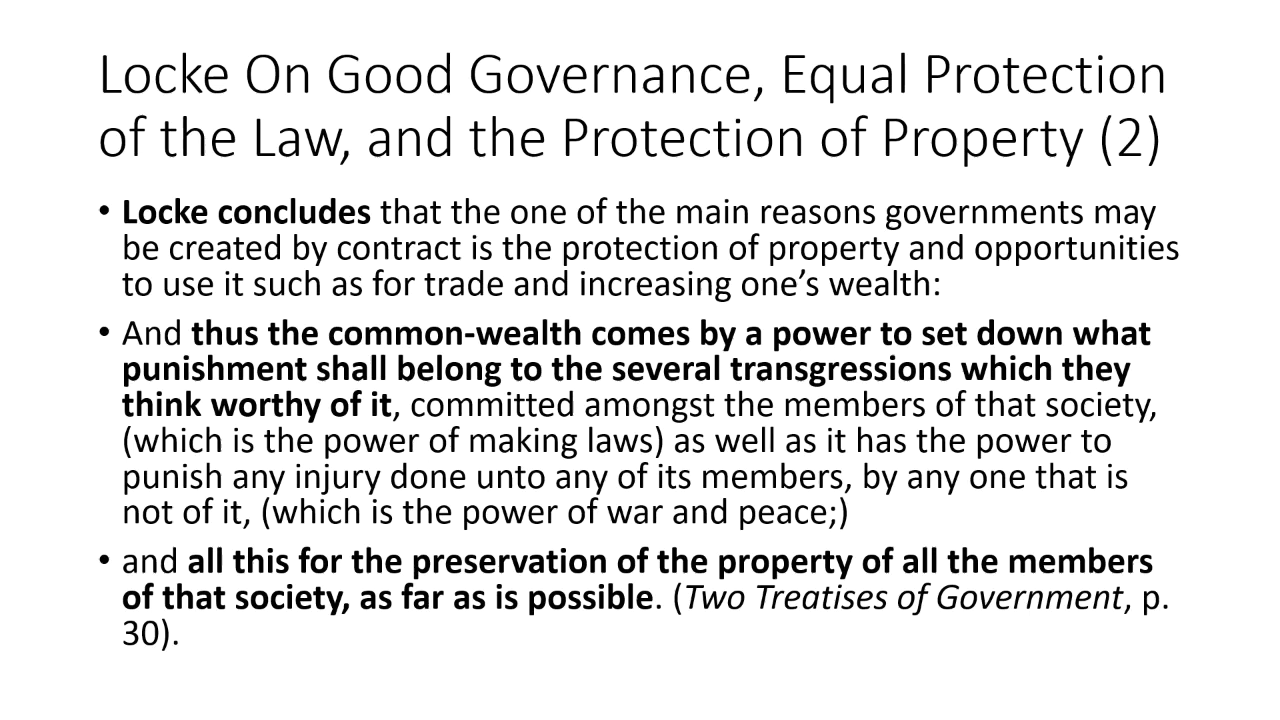 Locke On Good Governance, Equal Protection
of the Law, and the Protection of Property (2)
• Locke concludes that the one of the main reasons governments may
be created by contract is the protection of property and opportunities
to use it such as for trade and increasing one’s wealth:
• And thus the common-wealth comes by a power to set down what
punishment shall belong to the several transgressions which they
think worthy of it, committed amongst the members of that society,
(which is the power of making laws) as well as it has the power to
punish any injury done unto any of its members, by any one that is
not of it, (which is the power of war and peace;)
• and all this for the preservation of the property of all the members
of that society, as far as is possible. (Two Treatises of Government, p.
30).